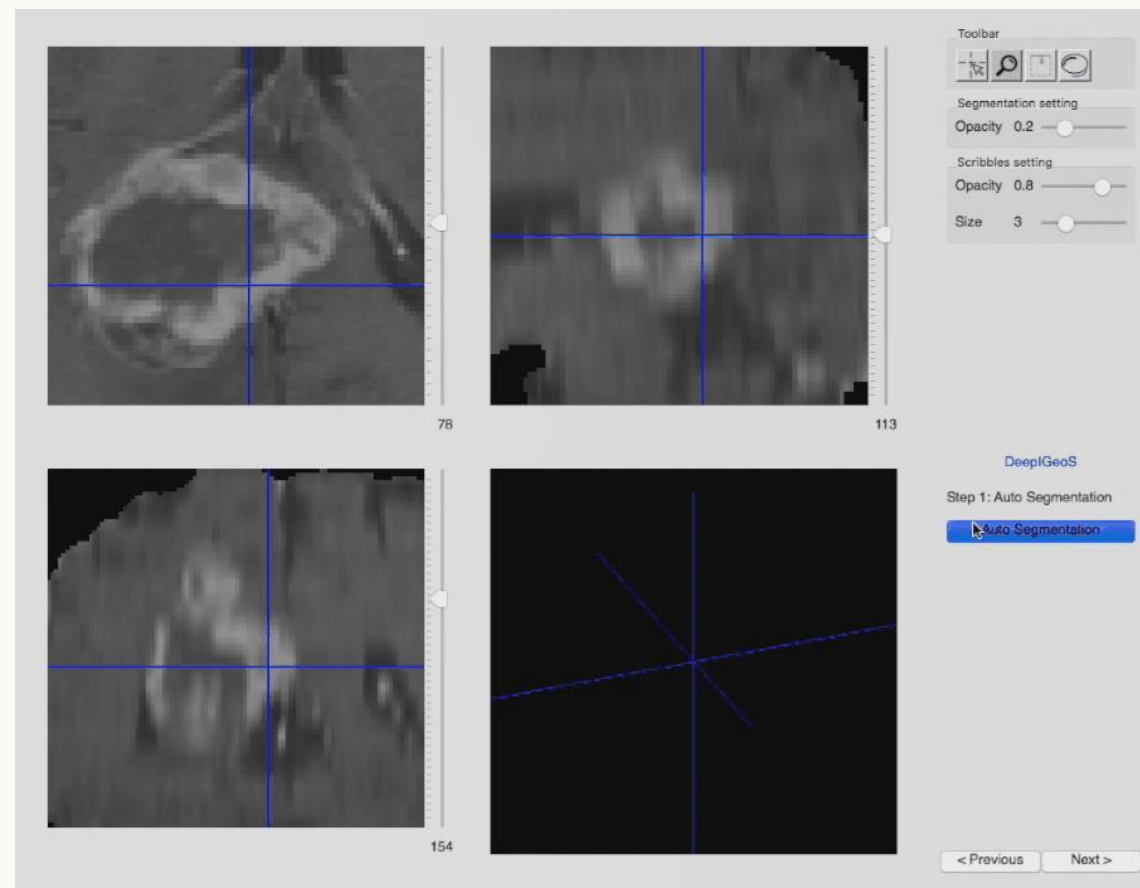 Toolbar
Segmentation setting
Opacity 0.2
Scribbles setting
Opacity 0.8
Size 3
78
113
DeepIGeoS
Step 1: Auto Segmentation
Auto Segmentation
154
< Previous Next >